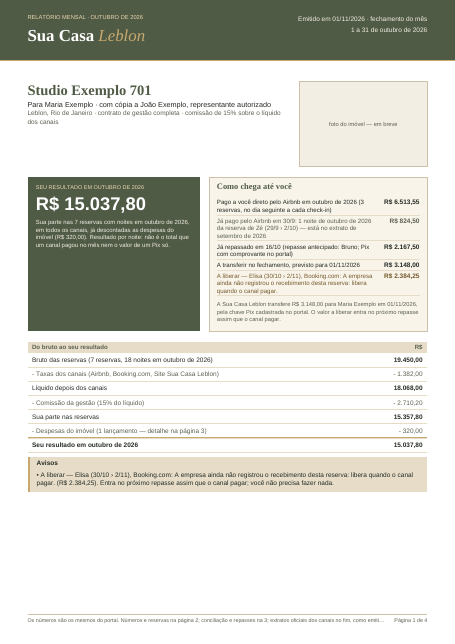 RELATÓRIO MENSAL · OUTUBRO DE 2026
Sua Casa Leblon
Emitido em 01/11/2026 · fechamento do mês
1 a 31 de outubro de 2026
Studio Exemplo 701
Para Maria Exemplo · com cópia a João Exemplo, representante autorizado
Leblon, Rio de Janeiro · contrato de gestão completa · comissão de 15% sobre o líquido
dos canais
foto do imóvel — em breve
SEU RESULTADO EM OUTUBRO DE 2026
R$ 15.037,80
Sua parte nas 7 reservas com noites em outubro de 2026,
em todos os canais, já descontadas as despesas do
imóvel (R$ 320,00). Resultado por noite: não é o total que
um canal pagou no mês nem o valor de um Pix só.
Como chega até você
Pago a você direto pelo Airbnb em outubro de 2026 (3
reservas, no dia seguinte a cada check-in)
R$ 6.513,55
Já pago pelo Airbnb em 30/9: 1 noite de outubro de 2026
da reserva de Zé (29/9 › 2/10) — está no extrato de
setembro de 2026
R$ 824,50
Já repassado em 16/10 (repasse antecipado: Bruno; Pix
com comprovante no portal)
R$ 2.167,50
A transferir no fechamento, previsto para 01/11/2026
R$ 3.148,00
A liberar — Elisa (30/10 › 2/11), Booking.com: A empresa
ainda não registrou o recebimento desta reserva: libera
quando o canal pagar.
R$ 2.384,25
A Sua Casa Leblon transfere R$ 3.148,00 para Maria Exemplo em 01/11/2026,
pela chave Pix cadastrada no portal. O valor a liberar entra no próximo repasse
assim que o canal pagar.
Do bruto ao seu resultado R$
Bruto das reservas (7 reservas, 18 noites em outubro de 2026) 19.450,00
- Taxas dos canais (Airbnb, Booking.com, Site Sua Casa Leblon) - 1.382,00
Líquido depois dos canais 18.068,00
- Comissão da gestão (15% do líquido) - 2.710,20
Sua parte nas reservas 15.357,80
- Despesas do imóvel (1 lançamento — detalhe na página 3) - 320,00
Seu resultado em outubro de 2026 15.037,80
Avisos
• A liberar — Elisa (30/10 › 2/11), Booking.com: A empresa ainda não registrou o recebimento desta reserva: libera quando o canal
pagar. (R$ 2.384,25). Entra no próximo repasse assim que o canal pagar; você não precisa fazer nada.
Os números são os mesmos do portal. Números e reservas na página 2; conciliação e repasses na 3; extratos oficiais dos canais no fim, como emiti... Página 1 de 4